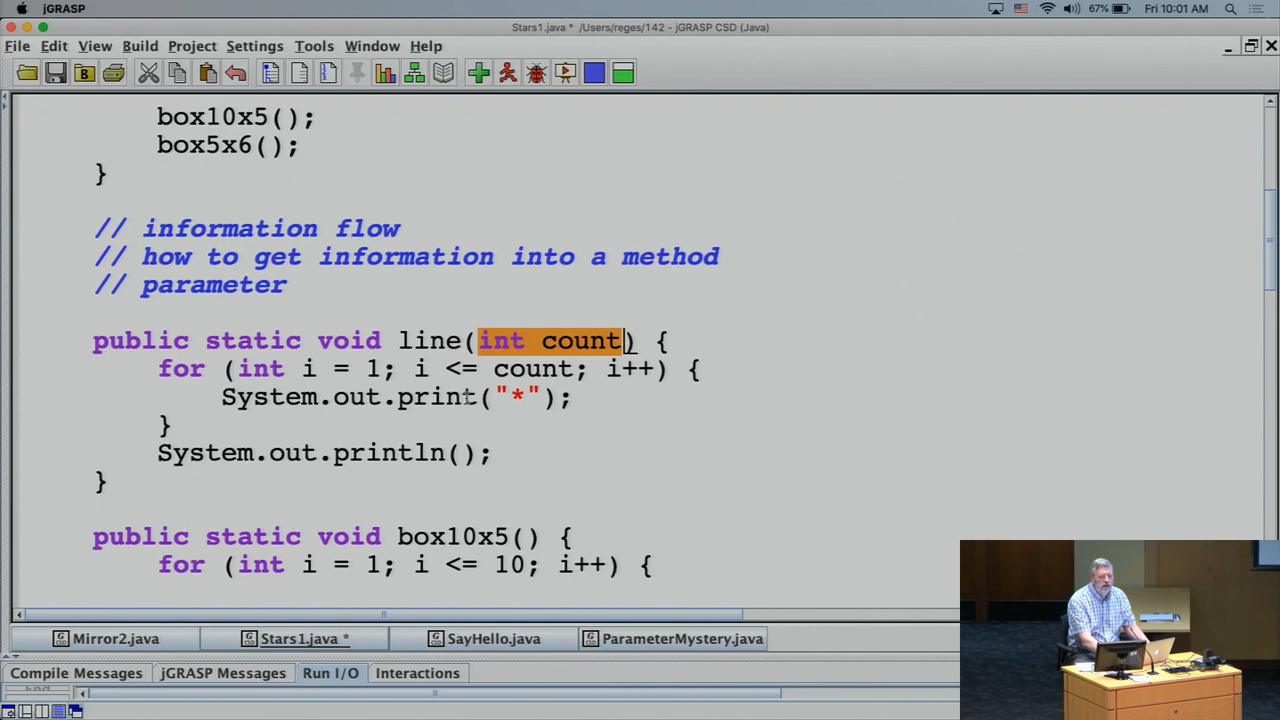 jGRASP
67%
Fri 10:01 AM
Stars1.java * /Users/reges/142 - jGRASP CSD (Java)
File Edit View Build Project Settings Tools Window Help
box10x5();
box5x6();
}
// information flow
// how to get information into a method
// parameter
public static void line(int count) {
for (int i = 1; i <= count; i++) {
System.out.print("*");
}
System.out.println();
}
public static void box10x5() {
for (int i = 1; i <= 10; i++) {
Mirror2.java Stars1.java * SayHello.java ParameterMystery.java
Compile Messages jGRASP Messages Run I/O Interactions
End